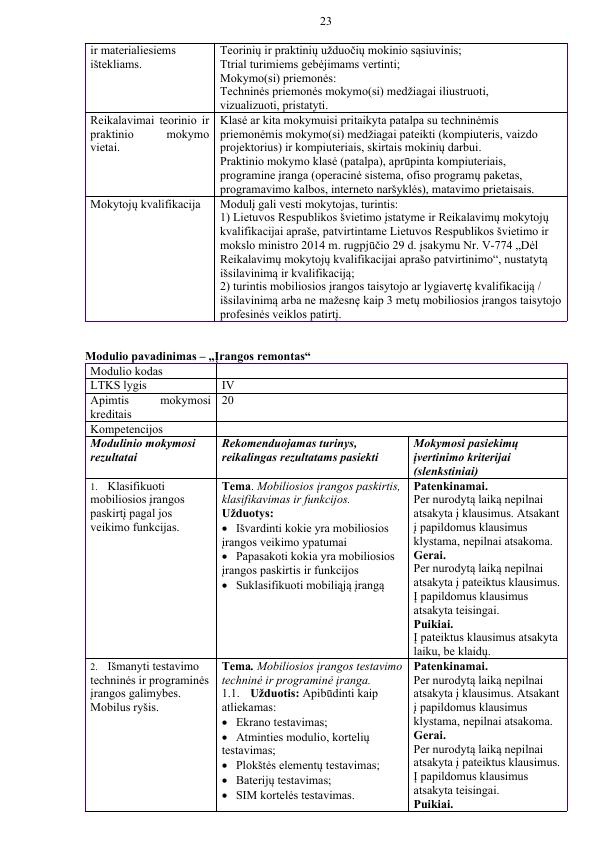 23
ir materialiesiems
ištekliams.
Teorinių ir praktinių užduočių mokinio sąsiuvinis;
Ttrial turimiems gebėjimams vertinti;
Mokymo(si) priemonės:
Techninės priemonės mokymo(si) medžiagai iliustruoti,
vizualizuoti, pristatyti.
Reikalavimai teorinio ir
praktinio mokymo
vietai.
Klasė ar kita mokymuisi pritaikyta patalpa su techninėmis
priemonėmis mokymo(si) medžiagai pateikti (kompiuteris, vaizdo
projektorius) ir kompiuteriais, skirtais mokinių darbui.
Praktinio mokymo klasė (patalpa), aprūpinta kompiuteriais,
programine įranga (operacinė sistema, ofiso programų paketas,
programavimo kalbos, interneto naršyklės), matavimo prietaisais.
Mokytojų kvalifikacija
Modulį gali vesti mokytojas, turintis:
1) Lietuvos Respublikos švietimo įstatyme ir Reikalavimų mokytojų
kvalifikacijai apraše, patvirtintame Lietuvos Respublikos švietimo ir
mokslo ministro 2014 m. rugpjūčio 29 d. įsakymu Nr. V-774 „Dėl
Reikalavimų mokytojų kvalifikacijai aprašo patvirtinimo“, nustatytą
išsilavinimą ir kvalifikaciją;
2) turintis mobiliosios įrangos taisytojo ar lygiavertę kvalifikaciją /
išsilavinimą arba ne mažesnę kaip 3 metų mobiliosios įrangos taisytojo
profesinės veiklos patirtį.
Modulio pavadinimas – „Įrangos remontas“
Modulio kodas
LTKS lygis IV
Apimtis mokymosi
kreditais
20
Kompetencijos
Modulinio mokymosi
rezultatai
Rekomenduojamas turinys,
reikalingas rezultatams pasiekti
Mokymosi pasiekimų
įvertinimo kriterijai
(slenkstiniai)
1. Klasifikuoti
mobiliosios įrangos
paskirtį pagal jos
veikimo funkcijas.
Tema. Mobiliosios įrangos paskirtis,
klasifikavimas ir funkcijos.
Užduotys:
• Išvardinti kokie yra mobiliosios
įrangos veikimo ypatumai
• Papasakoti kokia yra mobiliosios
įrangos paskirtis ir funkcijos
• Suklasifikuoti mobiliąją įrangą
Patenkinamai.
Per nurodytą laiką nepilnai
atsakyta į klausimus. Atsakant
į papildomus klausimus
klystama, nepilnai atsakoma.
Gerai.
Per nurodytą laiką nepilnai
atsakyta į pateiktus klausimus.
Į papildomus klausimus
atsakyta teisingai.
Puikiai.
Į pateiktus klausimus atsakyta
laiku, be klaidų.
2. Išmanyti testavimo
techninės ir programinės
įrangos galimybes.
Mobilus ryšis.
Tema. Mobiliosios įrangos testavimo
techninė ir programinė įranga.
1.1. Užduotis: Apibūdinti kaip
atliekamas:
• Ekrano testavimas;
• Atminties modulio, kortelių
testavimas;
• Plokštės elementų testavimas;
• Baterijų testavimas;
• SIM kortelės testavimas.
Patenkinamai.
Per nurodytą laiką nepilnai
atsakyta į klausimus. Atsakant
į papildomus klausimus
klystama, nepilnai atsakoma.
Gerai.
Per nurodytą laiką nepilnai
atsakyta į pateiktus klausimus.
Į papildomus klausimus
atsakyta teisingai.
Puikiai.